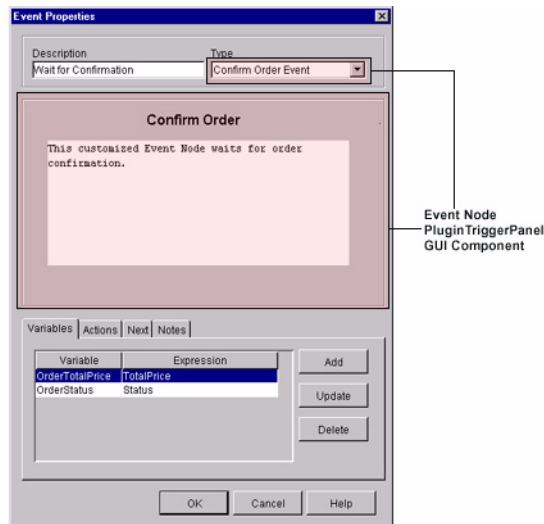 Event Properties
Description
Type
Wait for Confirmation
Confirm Order Event
Confirm Order
This customized Event Node waits for order
confirmation.
Event Node
PluginTriggerPanel
GUI Component
Variables Actions Next Notes
Variable Expression
OrderTotalPrice TotalPrice
OrderStatus Status
Add
Update
Delete
OK Cancel Help